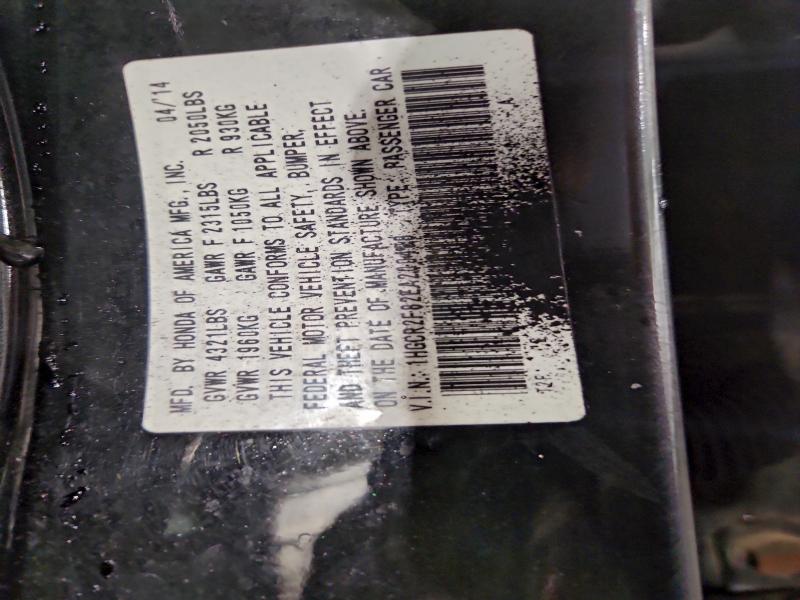 MFD. BY HONDA OF AMERICA MFG., INC. 04/14
GVWR 4321LBS GAWR F 2315LBS R 2050LBS
GVWR 1960KG GAWR F 1050KG R 930KG
THIS VEHICLE CONFORMS TO ALL APPLICABLE
FEDERAL MOTOR VEHICLE SAFETY, BUMPER,
AND THEFT PREVENTION STANDARDS IN EFFECT
ON THE DATE OF MANUFACTURE SHOWN ABOVE.
V.I.N.: TYPE: PASSENGER CAR